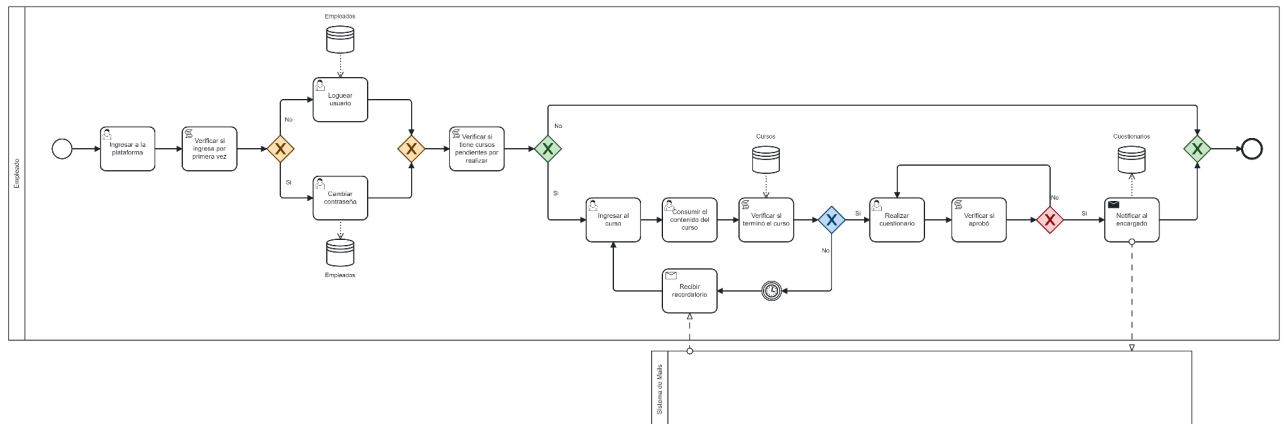 Empleado
Empleados
Loguear
usuario
Ingresar a la
plataforma
Verificar si
ingresa por
primera vez
No
Si
Cambiar
contraseña
Empleados
Verificar si
tiene cursos
pendientes por
realizar
No
Si
Ingresar al
curso
Consumir el
contenido del
curso
Cursos
Verificar si
terminó el curso
Si
No
Recibir
recordatorio
Realizar
cuestionario
Verificar si
aprobó
No
Si
Cuestionarios
Notificar al
encargado
Sistema de Mails